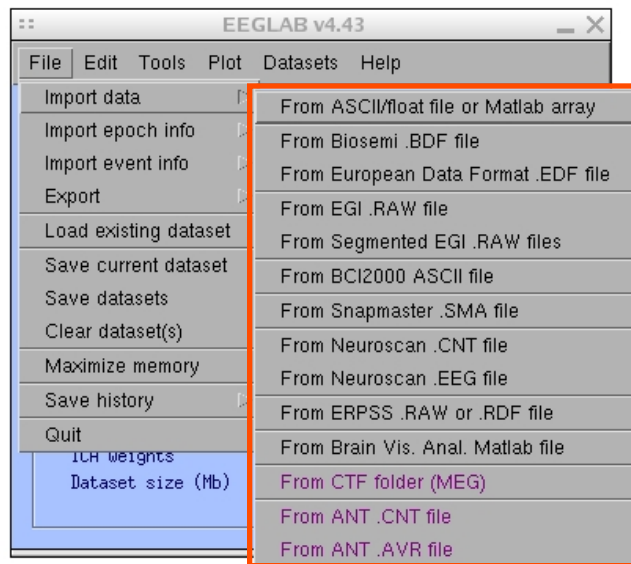 EEGLAB v4.43
File Edit Tools Plot Datasets Help
Import data
Import epoch info
Import event info
Export
Load existing dataset
Save current dataset
Save datasets
Clear dataset(s)
Maximize memory
Save history
Quit
ICA weights
Dataset size (Mb)
From ASCII/float file or Matlab array
From Biosemi .BDF file
From European Data Format .EDF file
From EGI .RAW file
From Segmented EGI .RAW files
From BCI2000 ASCII file
From Snapmaster .SMA file
From Neuroscan .CNT file
From Neuroscan .EEG file
From ERPSS .RAW or .RDF file
From Brain Vis. Anal. Matlab file
From CTF folder (MEG)
From ANT .CNT file
From ANT .AVR file